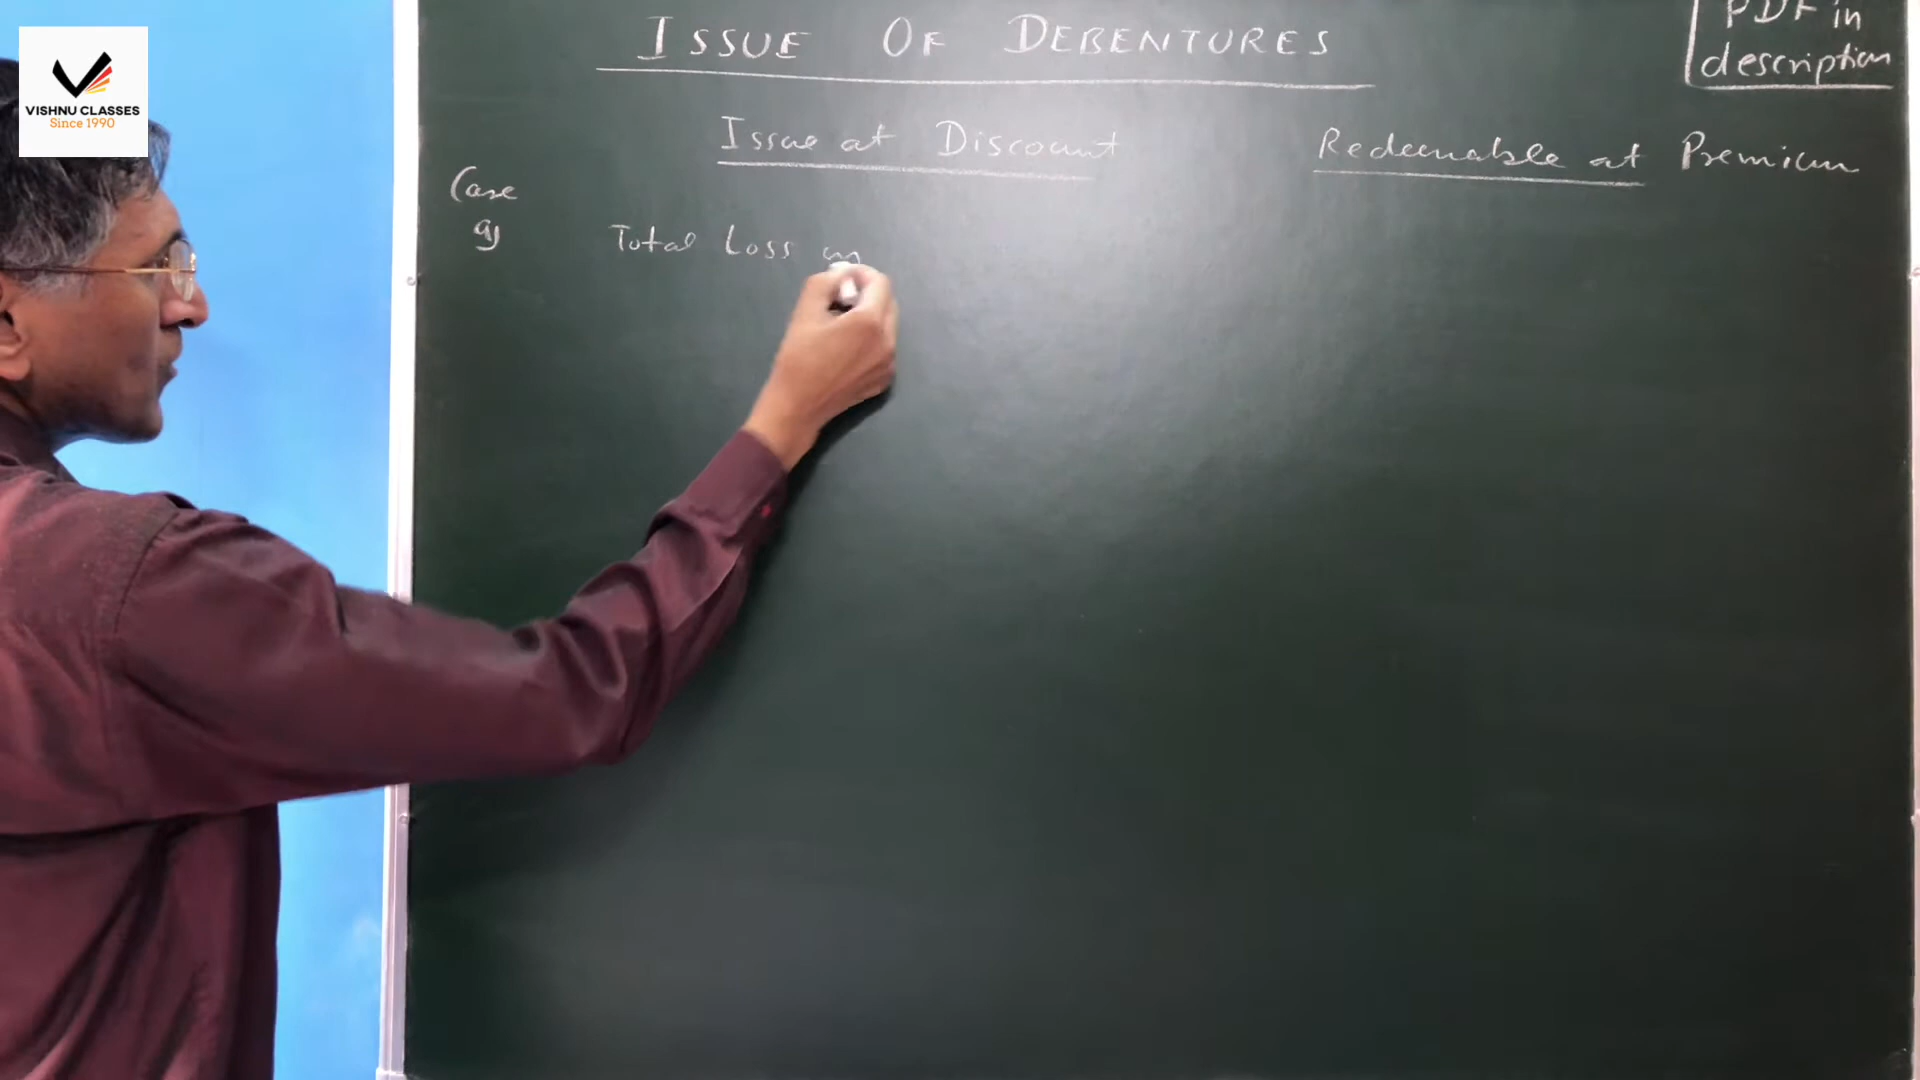 VISHNU CLASSES
Since 1990
ISSUE OF DEBENTURES
PDF in
description
Issue at Discount Redeemable at Premium
Case
a)
Total Loss on